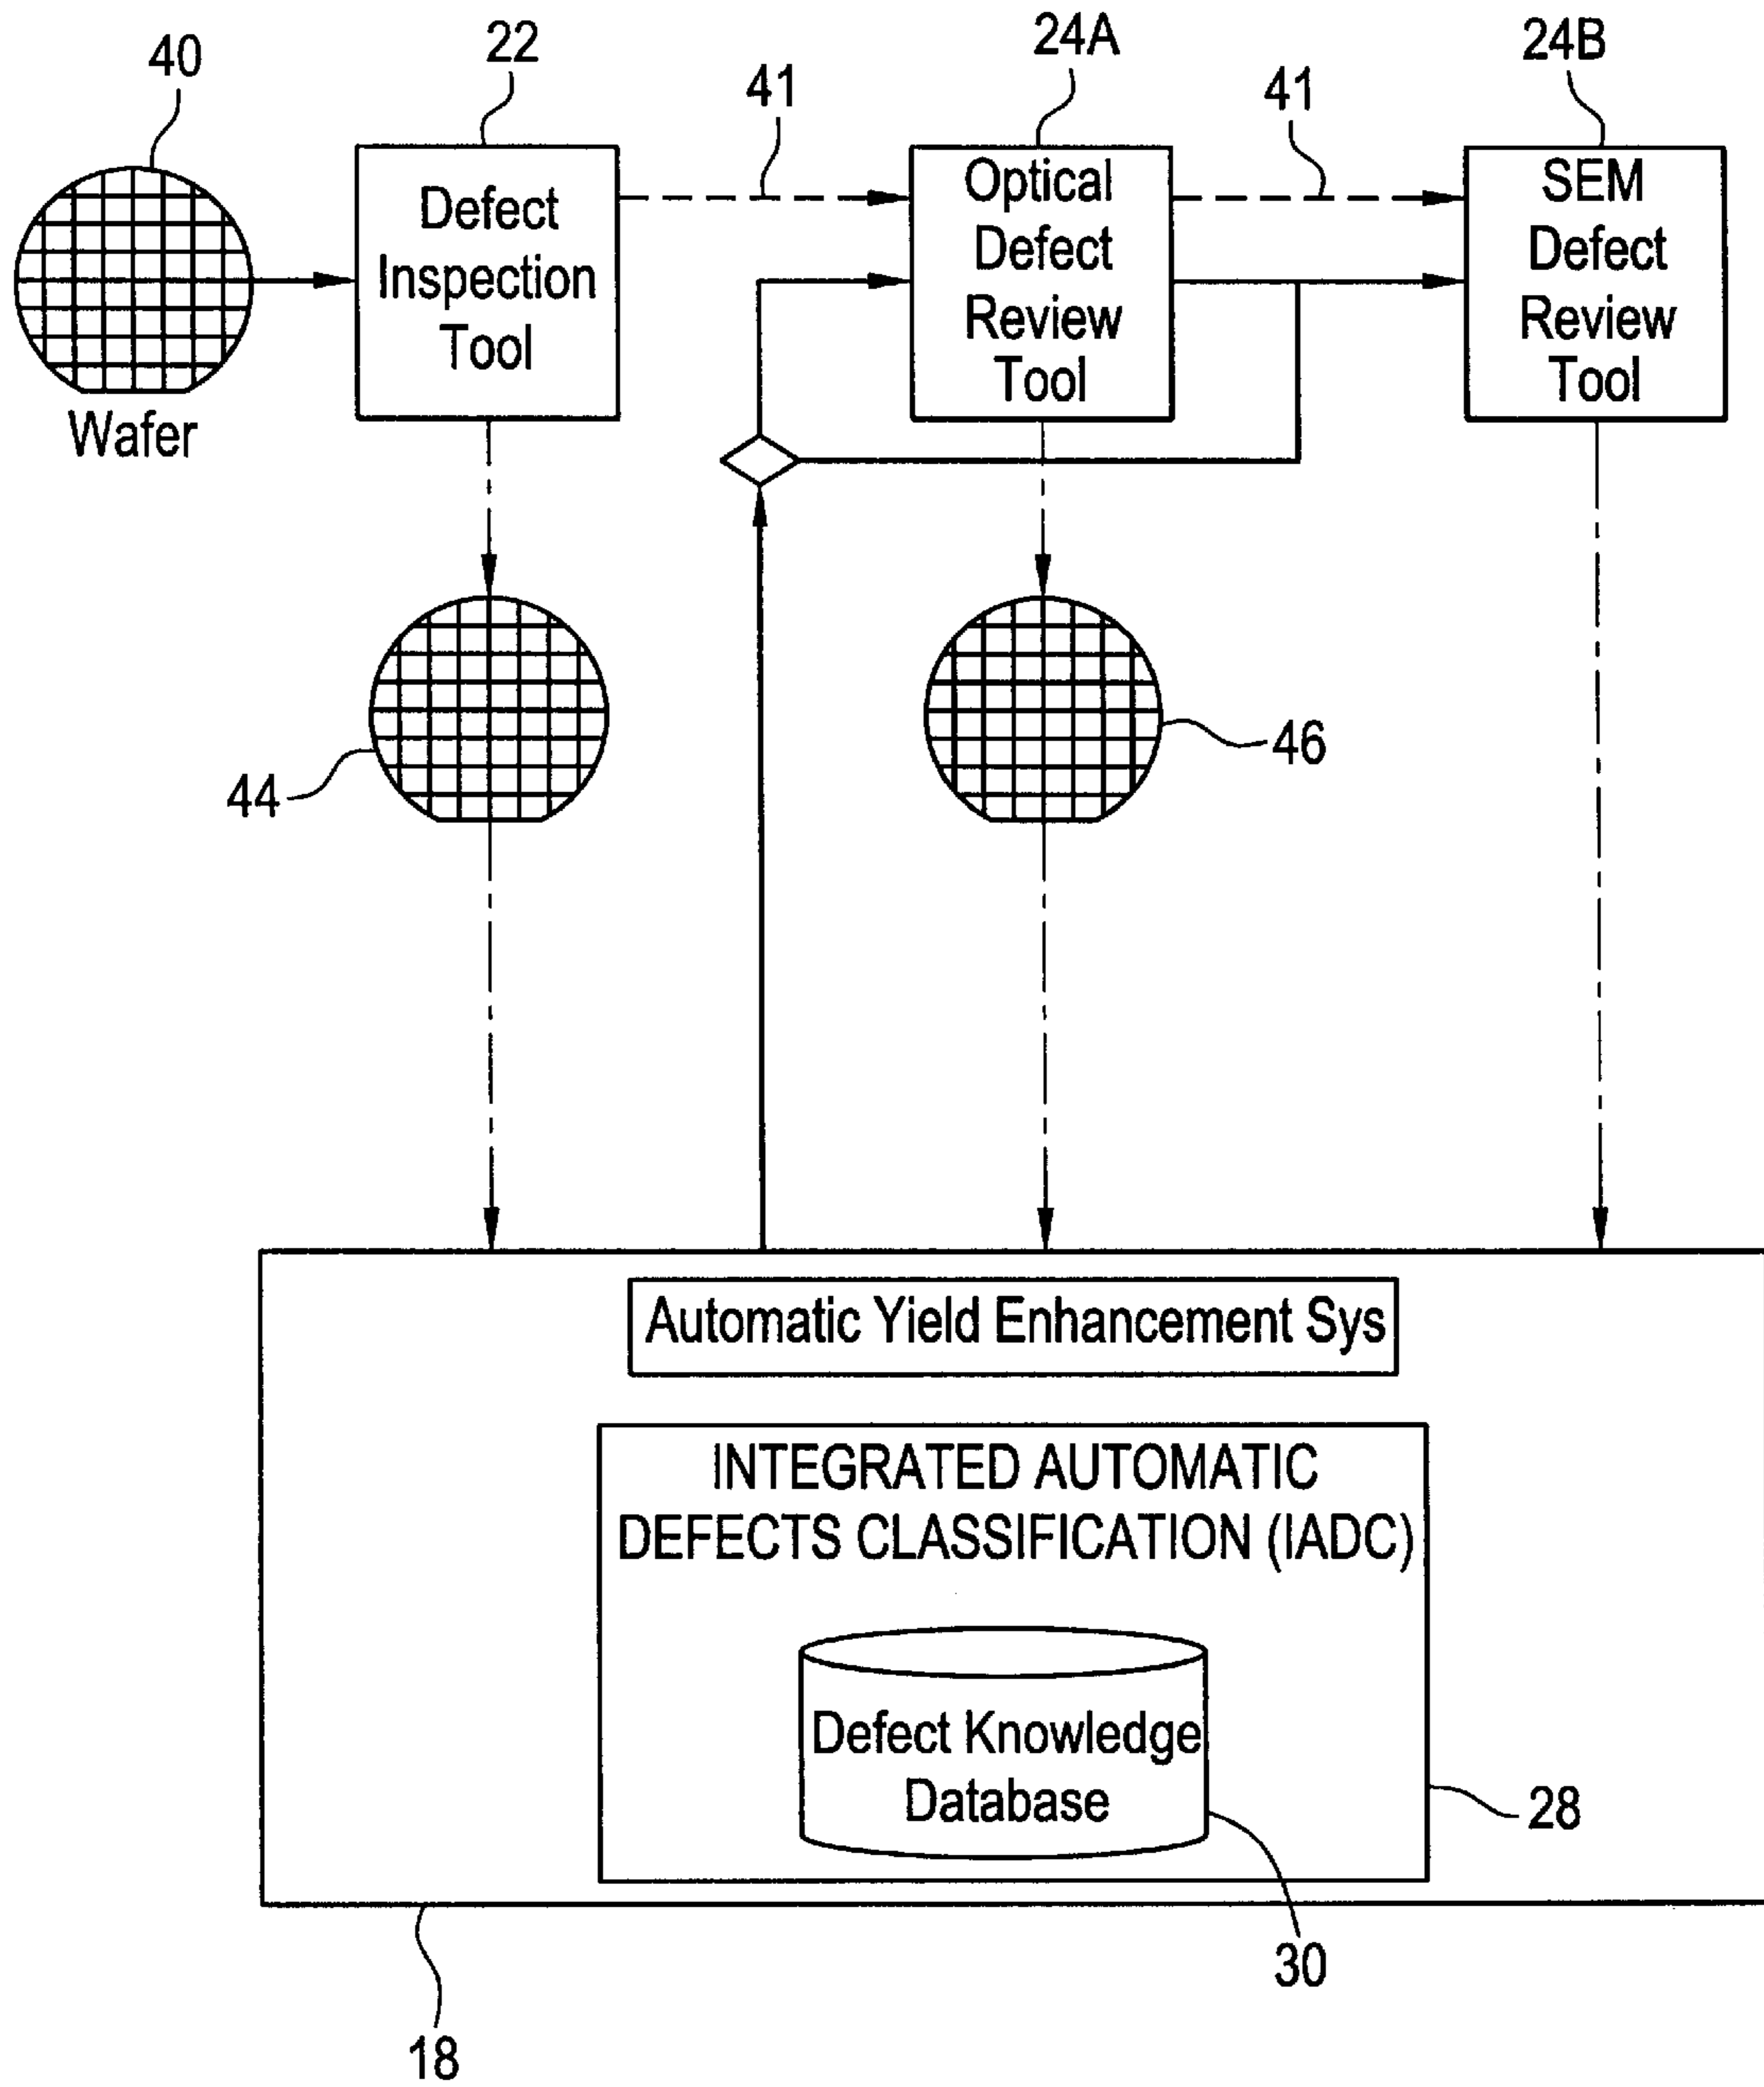 40
22
41
24A
41
24B
Wafer
Defect
Inspection
Tool
Optical
Defect
Review
Tool
SEM
Defect
Review
Tool
44
46
Automatic Yield Enhancement Sys
INTEGRATED AUTOMATIC
DEFECTS CLASSIFICATION (IADC)
Defect Knowledge
Database
28
30
18